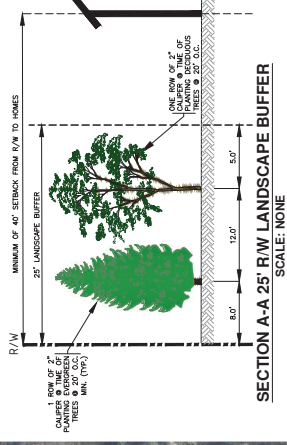 R/W
MINIMUM OF 40' SETBACK FROM R/W TO HOMES
25' LANDSCAPE BUFFER
1 ROW OF 2"
CALIPER @ TIME OF
PLANTING EVERGREEN
TREES @ 20' O.C.
MIN. (TYP.)
ONE ROW OF 2"
CALIPER @ TIME OF
PLANTING DECIDUOUS
TREES @ 20' O.C.
8.0'
12.0'
5.0'
SECTION A-A 25' R/W LANDSCAPE BUFFER
SCALE: NONE